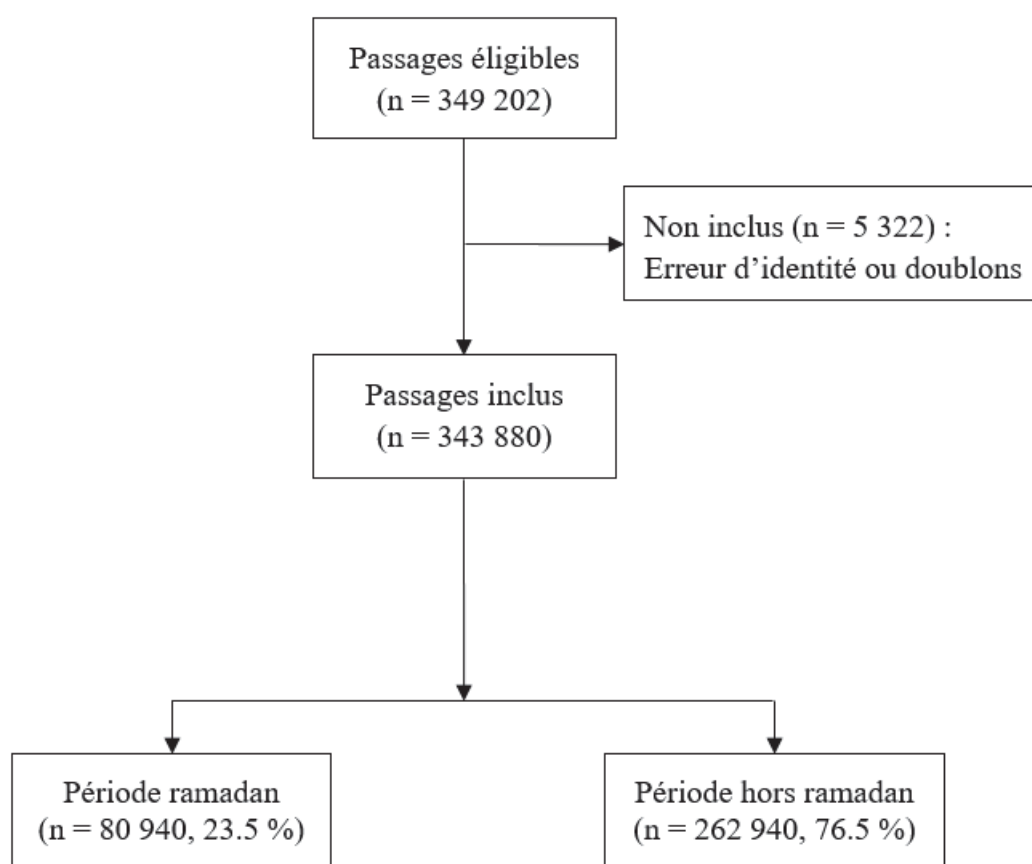 Passages éligibles
(n = 349 202)
Non inclus (n = 5 322) :
Erreur d’identité ou doublons
Passages inclus
(n = 343 880)
Période ramadan
(n = 80 940, 23.5 %)
Période hors ramadan
(n = 262 940, 76.5 %)